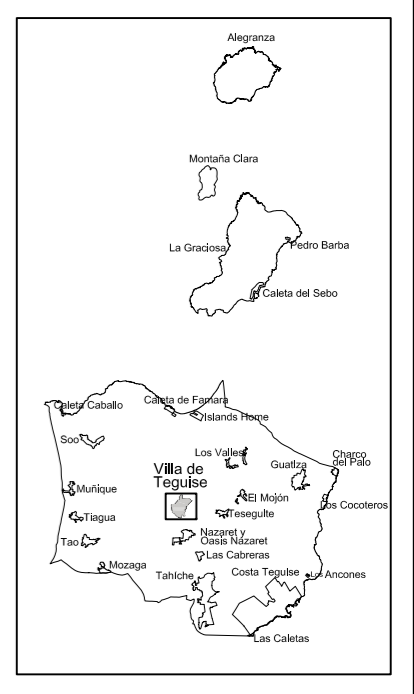 Alegranza
Montaña Clara
La Graciosa
Pedro Barba
Caleta del Sebo
Caleta de Famara
Caleta Caballo
Islands Home
Soo
Los Valles
Guatiza
Charco
del Palo
Villa de
Teguise
Muñique
El Mojón
Los Cocoteros
Tiagua
Teseguite
Tao
Nazaret y
Oasis Nazaret
Las Cabreras
Mozaga
Tahíche
Costa Teguise
Los Ancones
Las Caletas